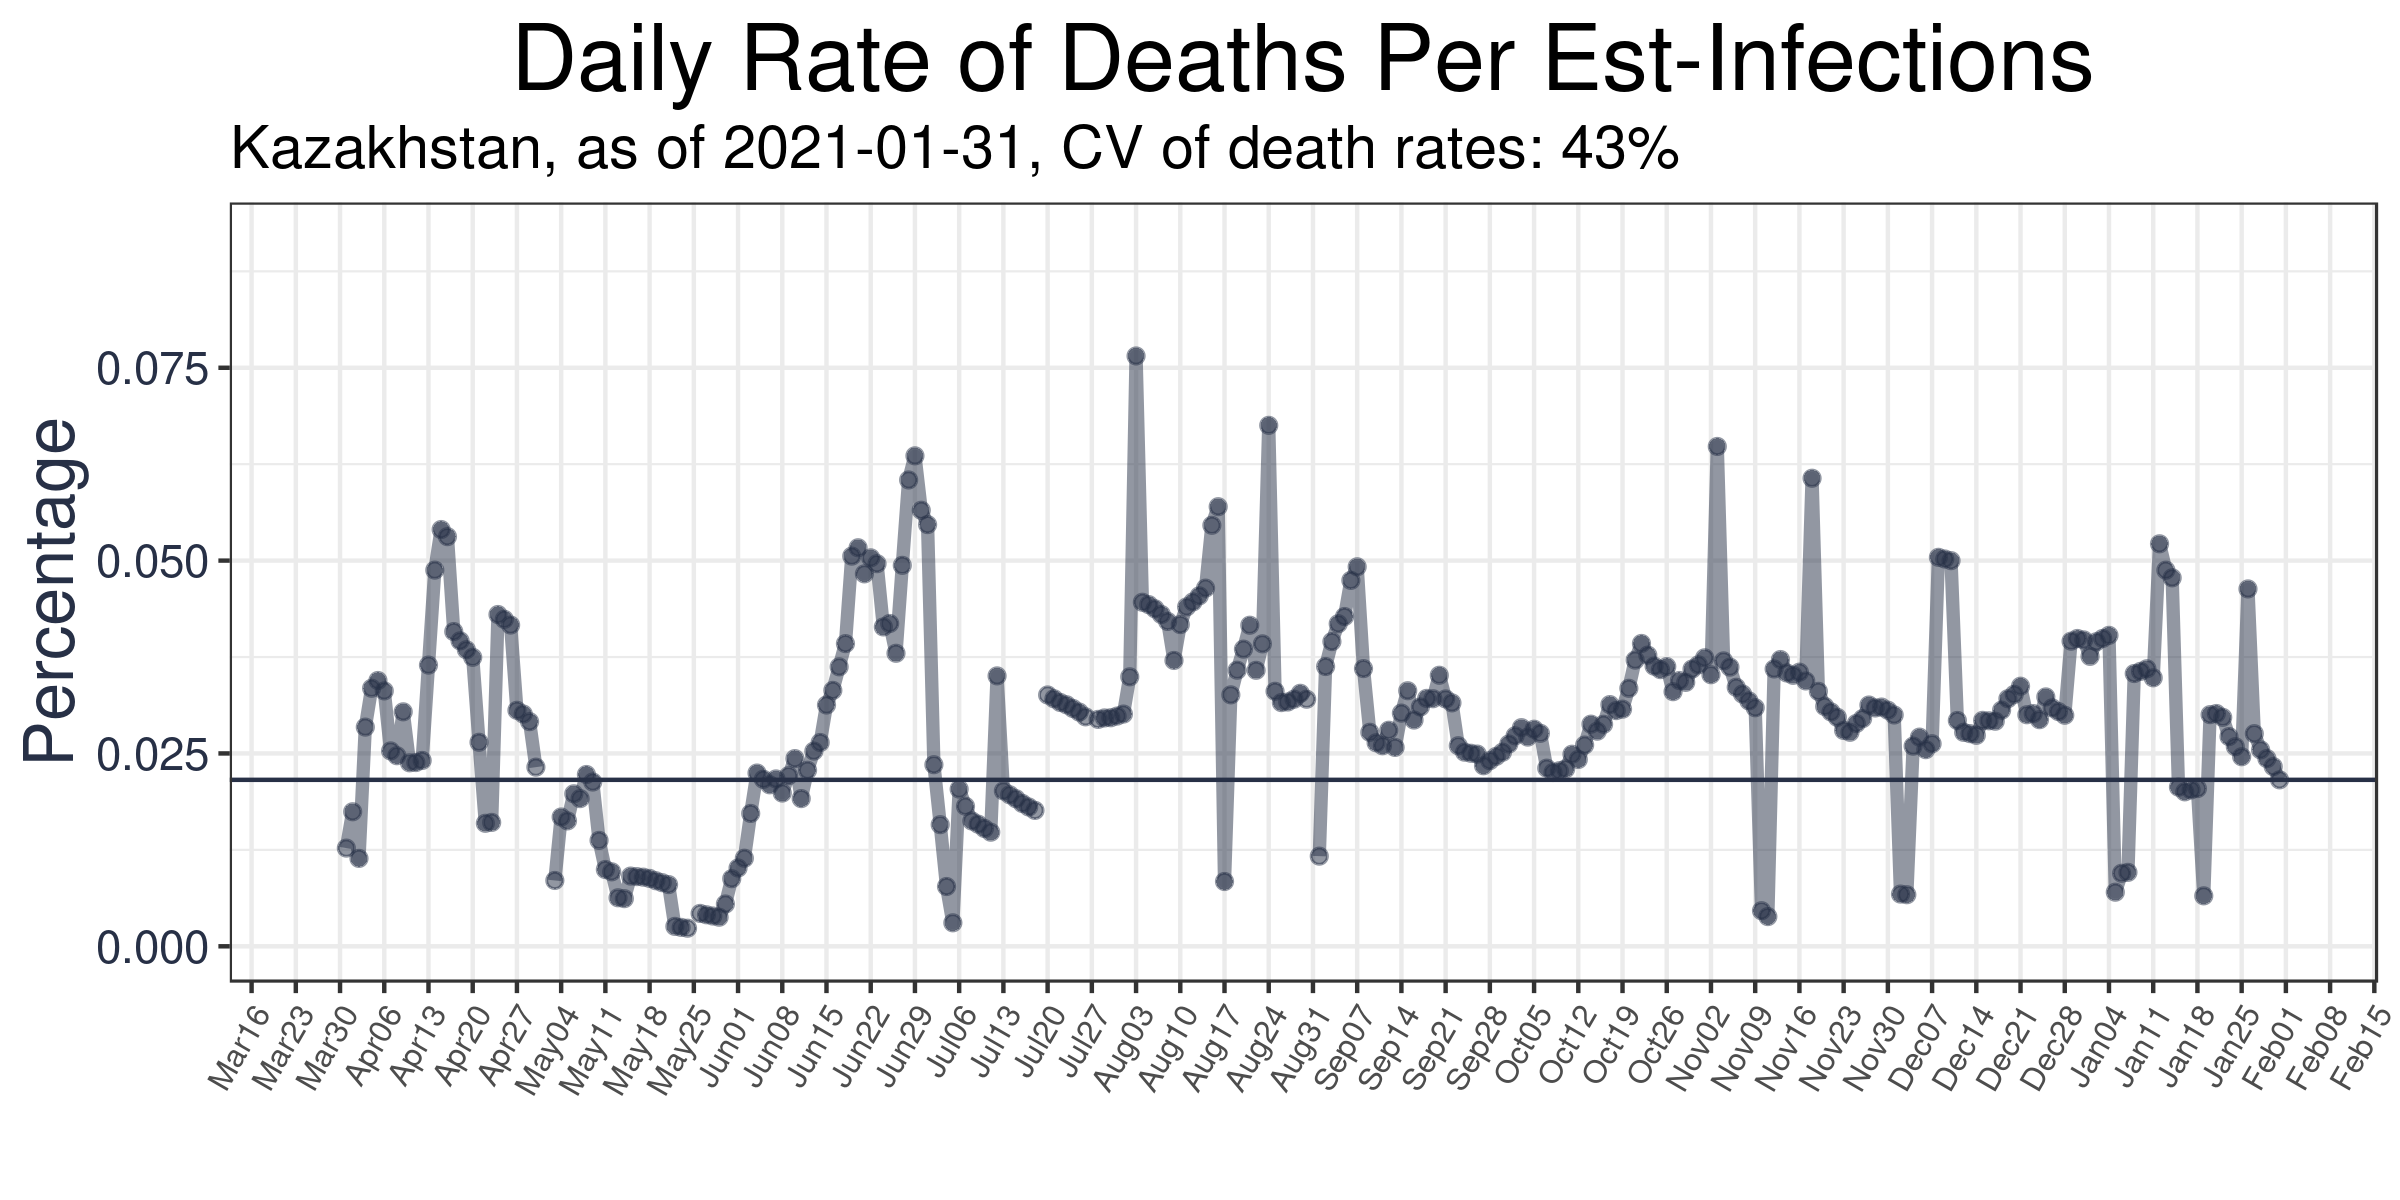 Daily Rate of Deaths Per Est-Infections
Kazakhstan, as of 2021-01-31, CV of death rates: 43%
Percentage
0.075
0.050
0.025
0.000
Mar16
Mar23
Mar30
Apr06
Apr13
Apr20
Apr27
May04
May11
May18
May25
Jun01
Jun08
Jun15
Jun22
Jun29
Jul06
Jul13
Jul20
Jul27
Aug03
Aug10
Aug17
Aug24
Aug31
Sep07
Sep14
Sep21
Sep28
Oct05
Oct12
Oct19
Oct26
Nov02
Nov09
Nov16
Nov23
Nov30
Dec07
Dec14
Dec21
Dec28
Jan04
Jan11
Jan18
Jan25
Feb01
Feb08
Feb15